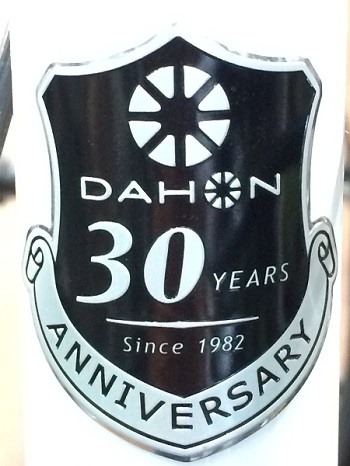 DAHON
30 YEARS
Since 1982
ANNIVERSARY